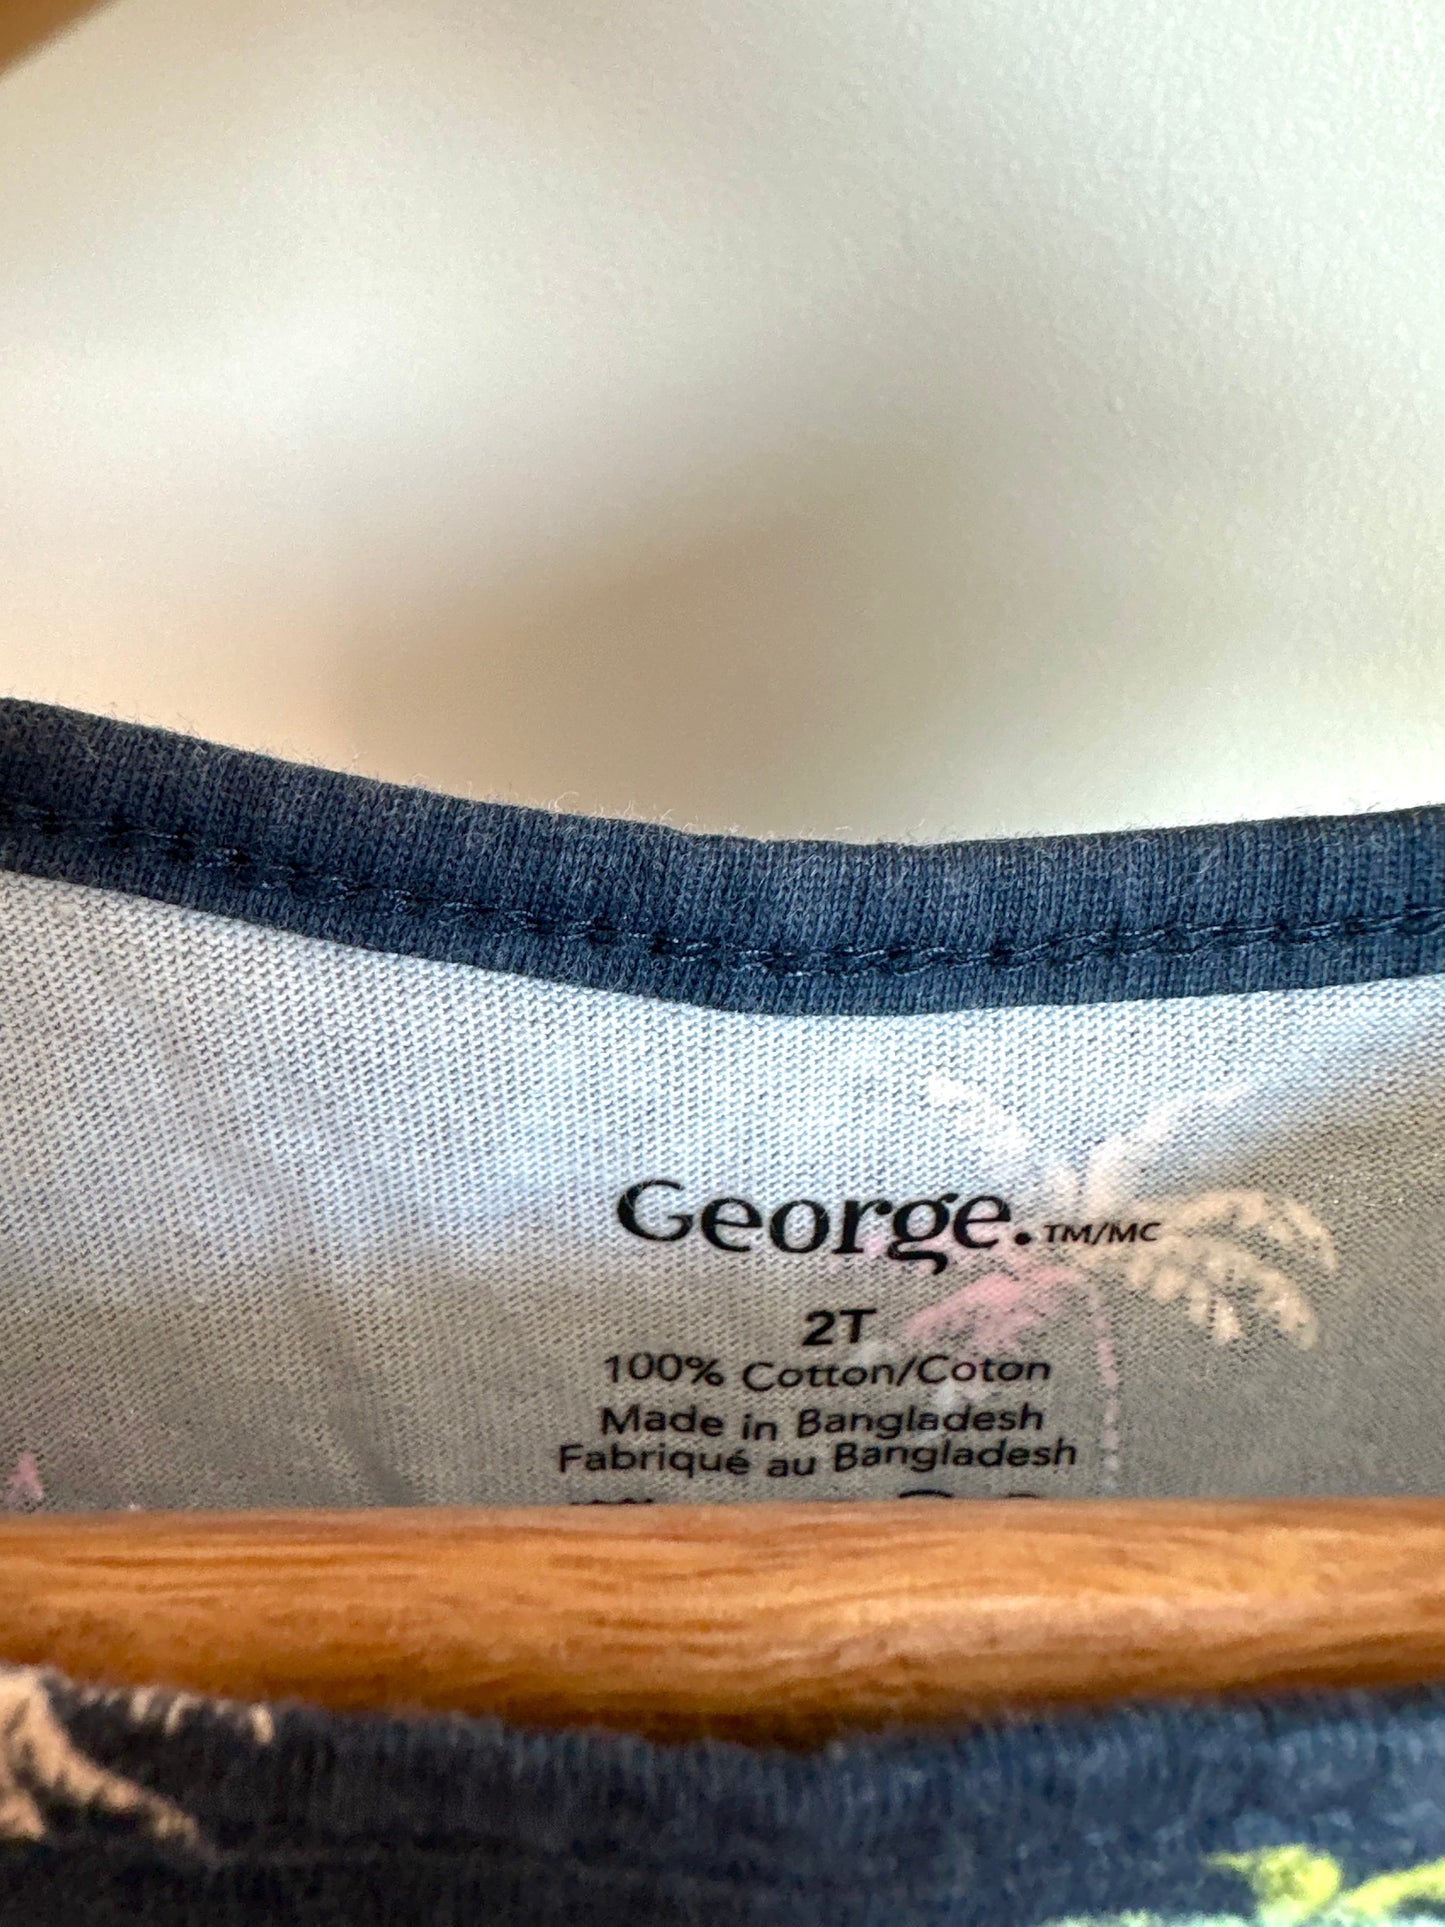 George.TM/MC
2T
100% Cotton/Coton
Made in Bangladesh
Fabriqué au Bangladesh